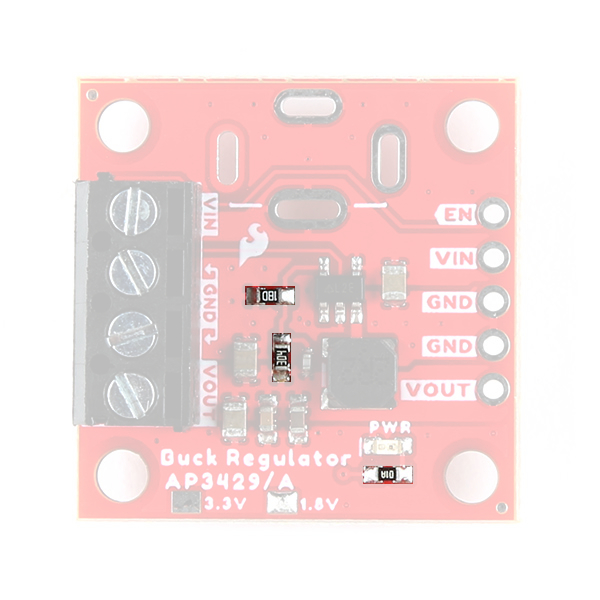 VIN
EN
VIN
GND
GND
GND
VOUT
VOUT
PWR
Buck Regulator
AP3429/A
3.3V 1.8V